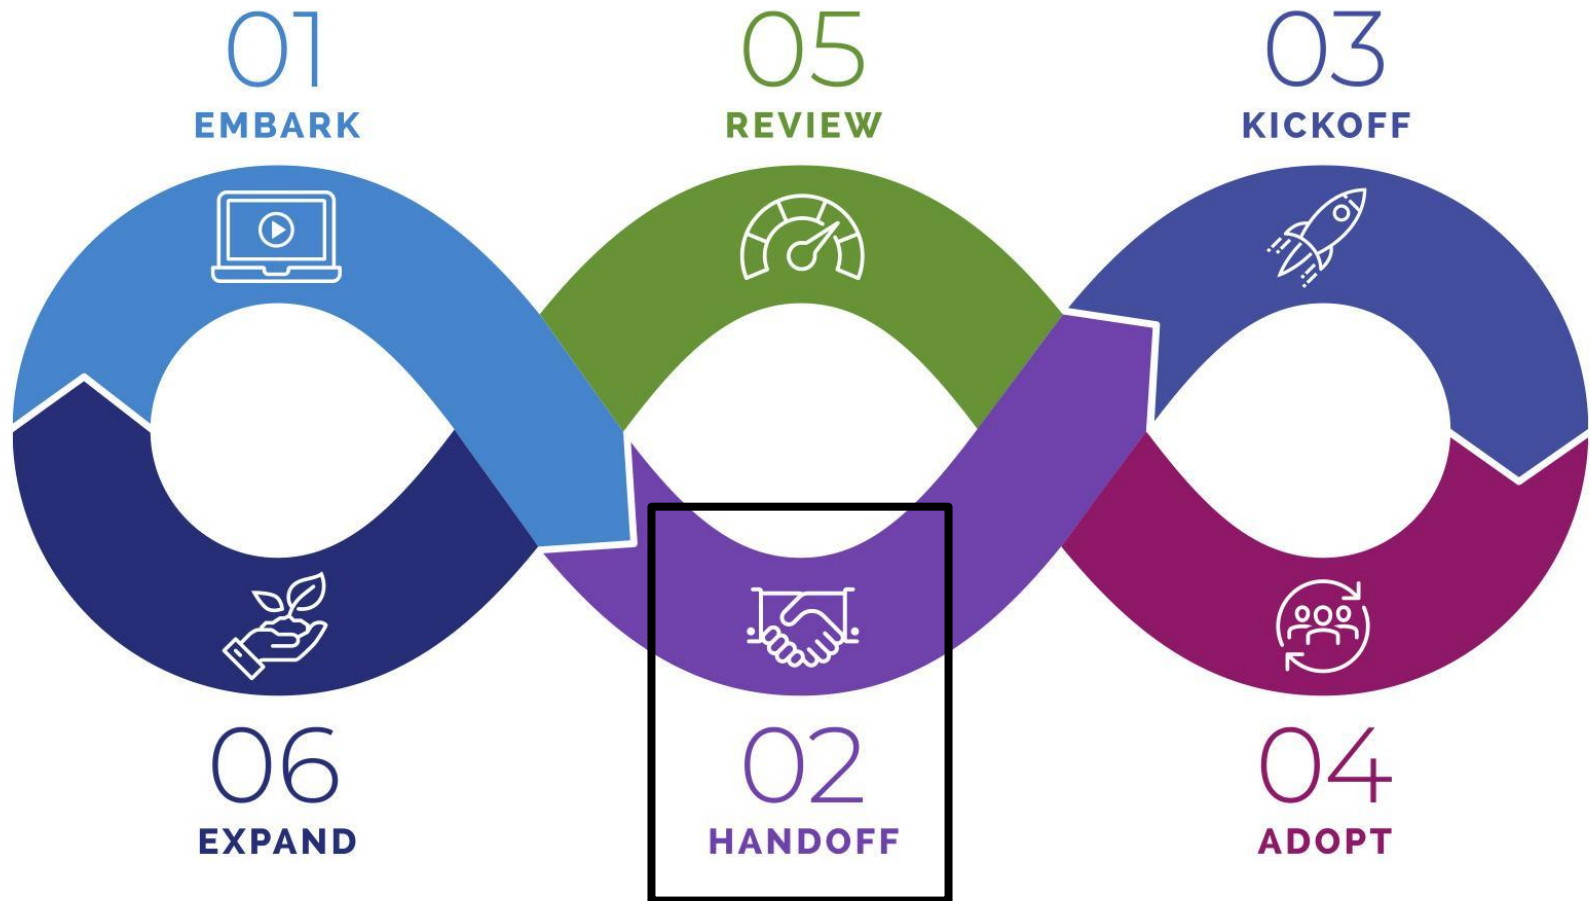 01
EMBARK
05
REVIEW
03
KICKOFF
06
EXPAND
02
HANDOFF
04
ADOPT